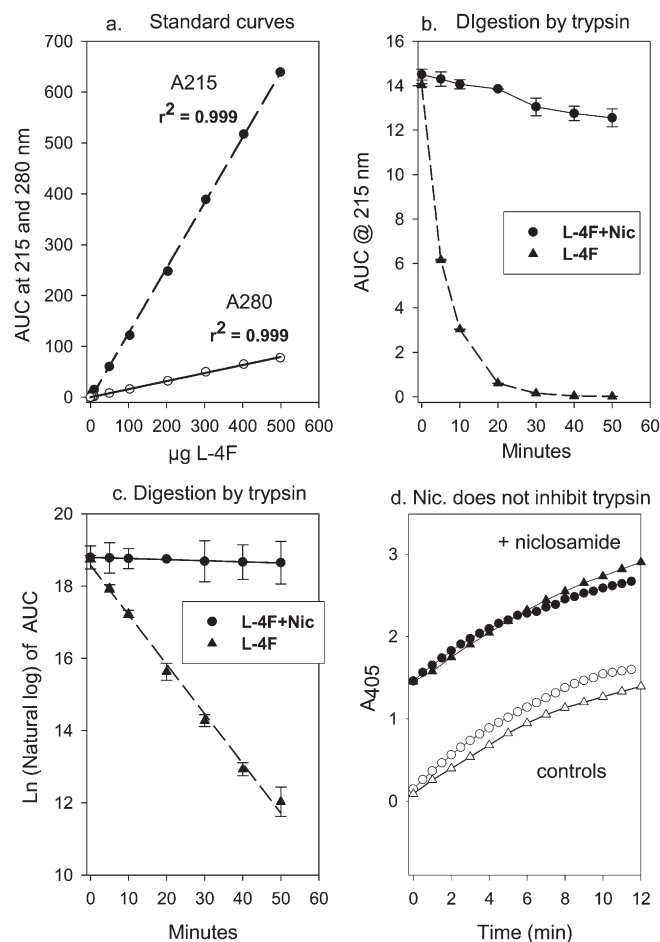 a. Standard curves
700
600
500
400
300
200
100
0
AUC at 215 and 280 nm
A215
r2 = 0.999
A280
r2 = 0.999
0 100 200 300 400 500 600
µg L-4F
b. DIgestion by trypsin
16
14
12
10
8
6
4
2
0
AUC @ 215 nm
L-4F+Nic
L-4F
0 10 20 30 40 50 60
Minutes
c. Digestion by trypsin
20
18
16
14
12
10
Ln (Natural log) of AUC
L-4F+Nic
L-4F
0 10 20 30 40 50 60
Minutes
d. Nic. does not inhibit trypsin
3
2
1
0
A405
+ niclosamide
controls
0 2 4 6 8 10 12
Time (min)